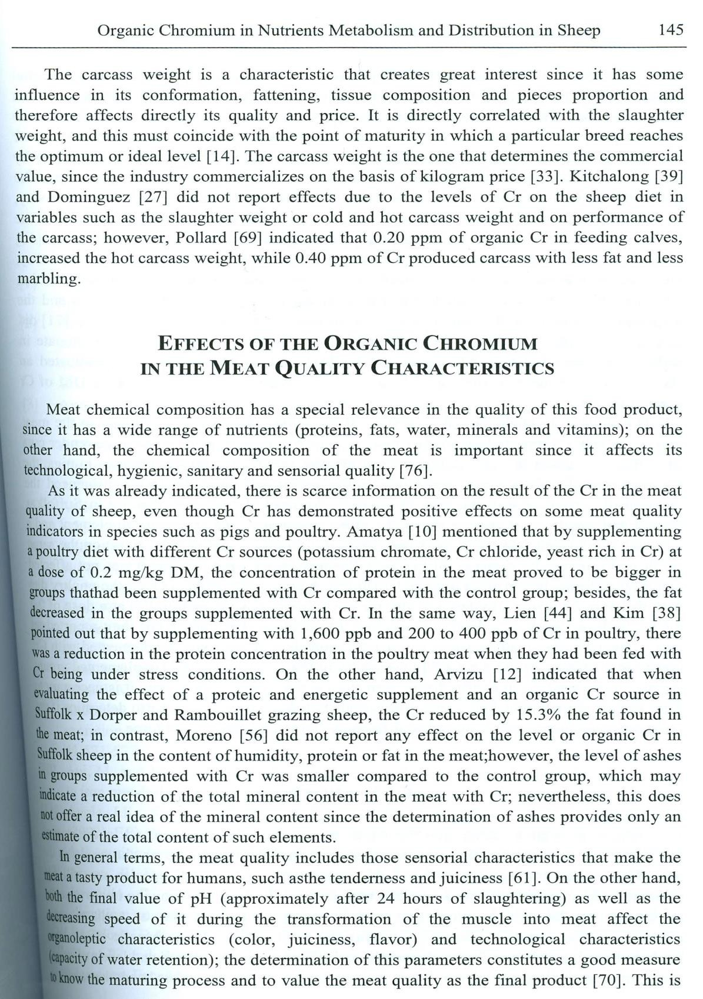 Organic Chromium in Nutrients Metabolism and Distribution in Sheep 145
The carcass weight is a characteristic that creates great interest since it has some
influence in its conformation, fattening, tissue composition and pieces proportion and
therefore affects directly its quality and price. It is directly correlated with the slaughter
weight, and this must coincide with the point of maturity in which a particular breed reaches
the optimum or ideal level [14]. The carcass weight is the one that determines the commercial
value, since the industry commercializes on the basis of kilogram price [33]. Kitchalong [39]
and Dominguez [27] did not report effects due to the levels of Cr on the sheep diet in
variables such as the slaughter weight or cold and hot carcass weight and on performance of
the carcass; however, Pollard [69] indicated that 0.20 ppm of organic Cr in feeding calves,
increased the hot carcass weight, while 0.40 ppm of Cr produced carcass with less fat and less
marbling.
EFFECTS OF THE ORGANIC CHROMIUM
IN THE MEAT QUALITY CHARACTERISTICS
Meat chemical composition has a special relevance in the quality of this food product,
since it has a wide range of nutrients (proteins, fats, water, minerals and vitamins); on the
other hand, the chemical composition of the meat is important since it affects its
technological, hygienic, sanitary and sensorial quality [76].
As it was already indicated, there is scarce information on the result of the Cr in the meat
quality of sheep, even though Cr has demonstrated positive effects on some meat quality
indicators in species such as pigs and poultry. Amatya [10] mentioned that by supplementing
a poultry diet with different Cr sources (potassium chromate, Cr chloride, yeast rich in Cr) at
a dose of 0.2 mg/kg DM, the concentration of protein in the meat proved to be bigger in
groups thathad been supplemented with Cr compared with the control group; besides, the fat
decreased in the groups supplemented with Cr. In the same way, Lien [44] and Kim [38]
pointed out that by supplementing with 1,600 ppb and 200 to 400 ppb of Cr in poultry, there
was a reduction in the protein concentration in the poultry meat when they had been fed with
Cr being under stress conditions. On the other hand, Arvizu [12] indicated that when
evaluating the effect of a proteic and energetic supplement and an organic Cr source in
Suffolk x Dorper and Rambouillet grazing sheep, the Cr reduced by 15.3% the fat found in
the meat; in contrast, Moreno [56] did not report any effect on the level or organic Cr in
Suffolk sheep in the content of humidity, protein or fat in the meat;however, the level of ashes
in groups supplemented with Cr was smaller compared to the control group, which may
indicate a reduction of the total mineral content in the meat with Cr; nevertheless, this does
not offer a real idea of the mineral content since the determination of ashes provides only an
estimate of the total content of such elements.
In general terms, the meat quality includes those sensorial characteristics that make the
meat a tasty product for humans, such asthe tenderness and juiciness [61]. On the other hand,
both the final value of pH (approximately after 24 hours of slaughtering) as well as the
decreasing speed of it during the transformation of the muscle into meat affect the
organoleptic characteristics (color, juiciness, flavor) and technological characteristics
(capacity of water retention); the determination of this parameters constitutes a good measure
to know the maturing process and to value the meat quality as the final product [70]. This is